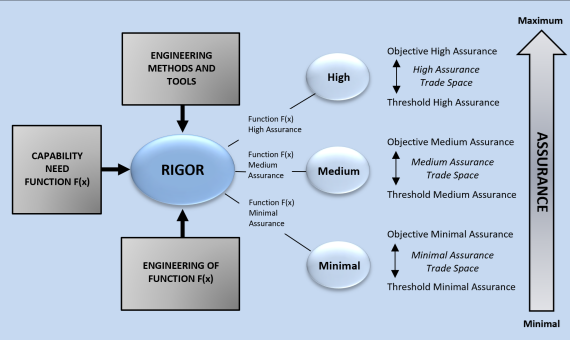 ENGINEERING
METHODS AND
TOOLS
CAPABILITY
NEED
FUNCTION F(x)
RIGOR
ENGINEERING OF
FUNCTION F(x)
Function F(x)
High Assurance
Function F(x)
Medium
Assurance
Function F(x)
Minimal
Assurance
High
Medium
Minimal
Objective High Assurance
High Assurance
Trade Space
Threshold High Assurance
Objective Medium Assurance
Medium Assurance
Trade Space
Threshold Medium Assurance
Objective Minimal Assurance
Minimal Assurance
Trade Space
Threshold Minimal Assurance
Maximum
ASSURANCE
Minimal